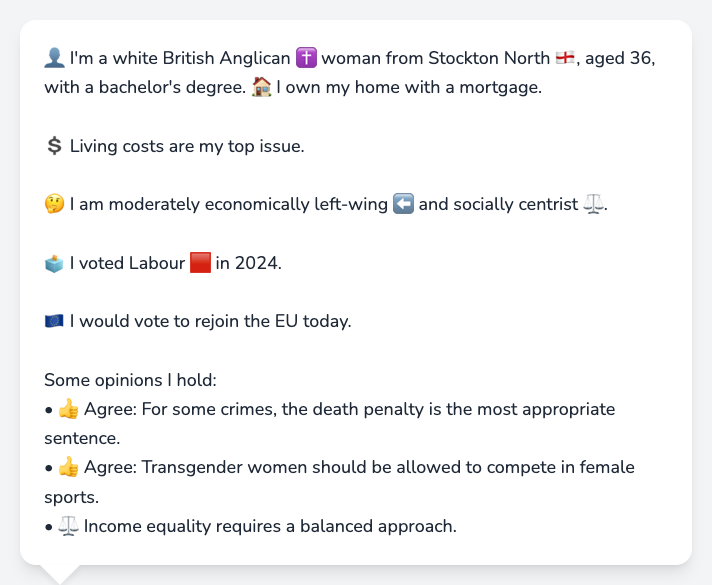 👤 I'm a white British Anglican ✝️ woman from Stockton North 🏴󠁧󠁢󠁥󠁮󠁧󠁿, aged 36,
with a bachelor's degree. 🏠 I own my home with a mortgage.
💲 Living costs are my top issue.
🤔 I am moderately economically left-wing ⬅️ and socially centrist ⚖️.
🗳️ I voted Labour 🟥 in 2024.
🇪🇺 I would vote to rejoin the EU today.
Some opinions I hold:
• 👍 Agree: For some crimes, the death penalty is the most appropriate
sentence.
• 👍 Agree: Transgender women should be allowed to compete in female
sports.
• ⚖️ Income equality requires a balanced approach.